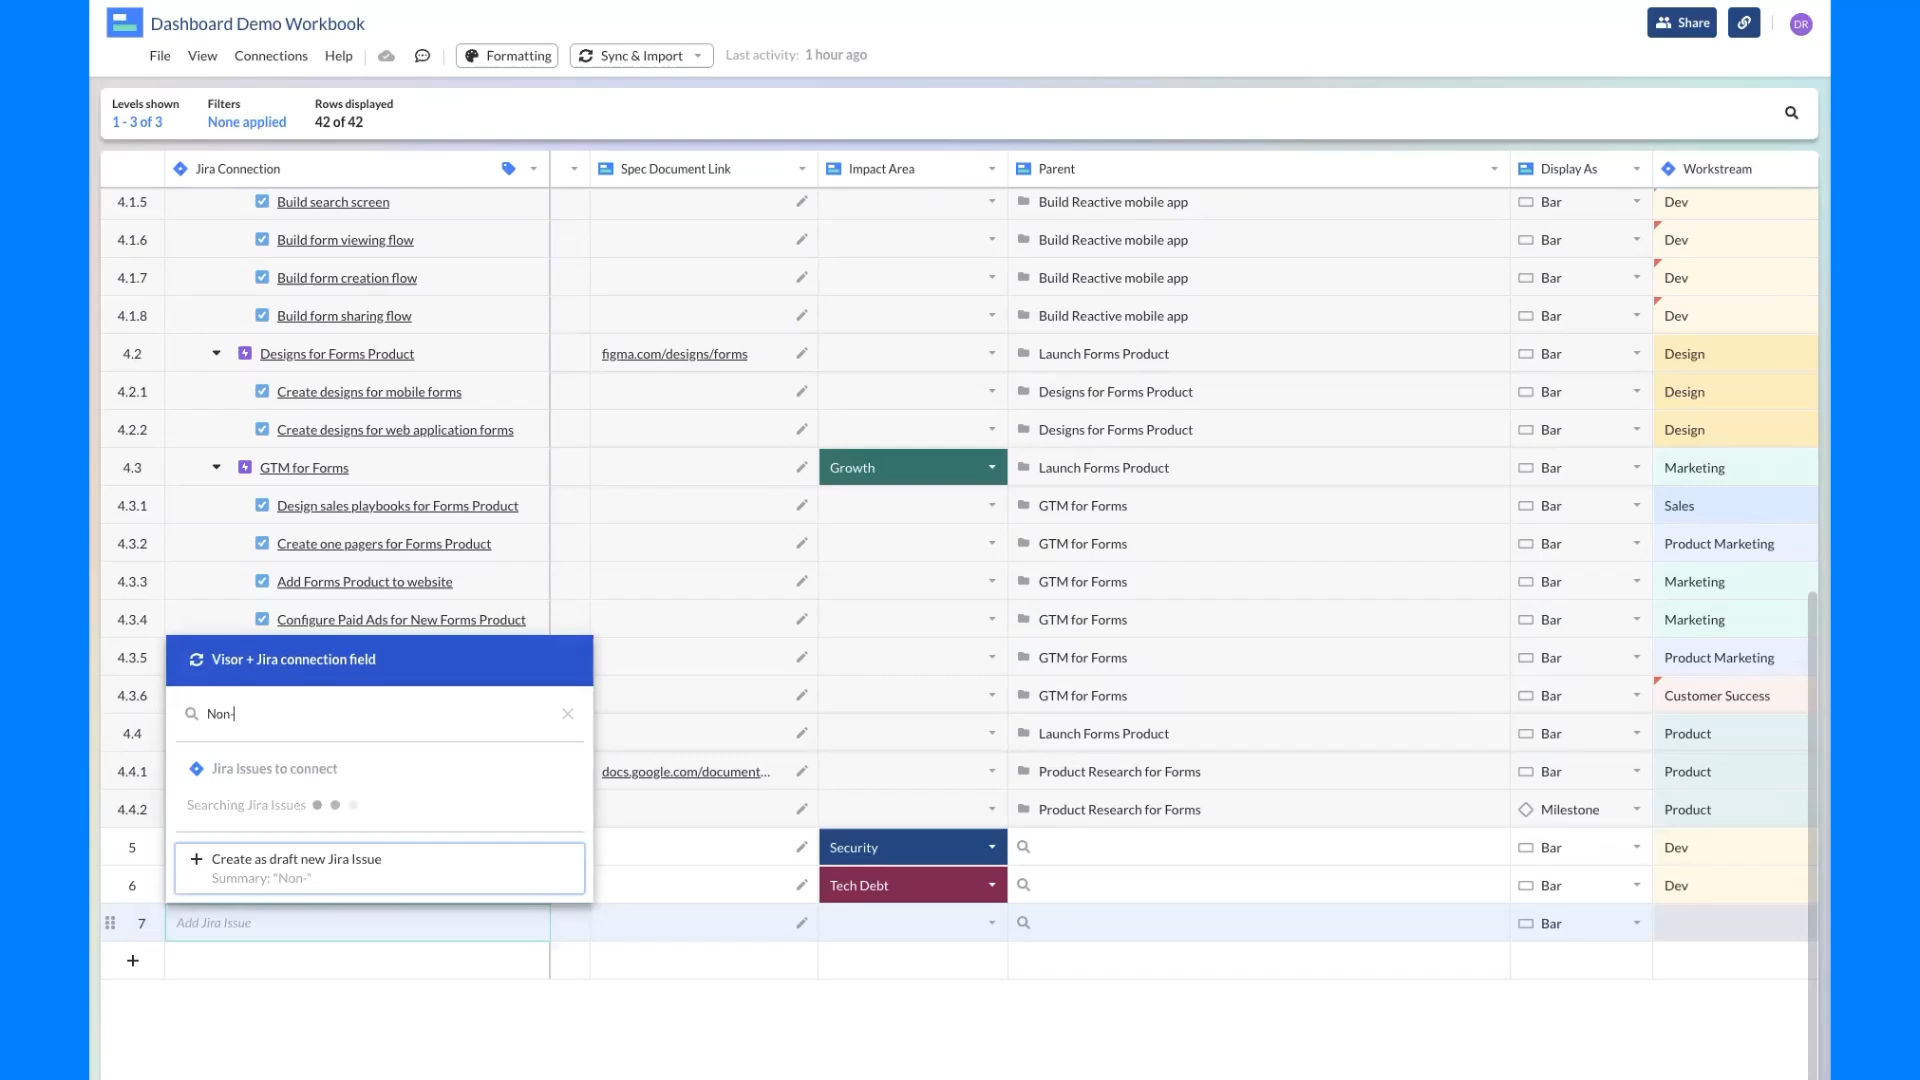 Dashboard Demo Workbook
Share
DR
File View Connections Help Formatting Sync & Import Last activity: 1 hour ago
Levels shown Filters Rows displayed
1 - 3 of 3 None applied 42 of 42
Jira Connection Spec Document Link Impact Area Parent Display As Workstream
4.1.5 Build search screen Build Reactive mobile app Bar Dev
4.1.6 Build form viewing flow Build Reactive mobile app Bar Dev
4.1.7 Build form creation flow Build Reactive mobile app Bar Dev
4.1.8 Build form sharing flow Build Reactive mobile app Bar Dev
4.2 Designs for Forms Product figma.com/designs/forms Launch Forms Product Bar Design
4.2.1 Create designs for mobile forms Designs for Forms Product Bar Design
4.2.2 Create designs for web application forms Designs for Forms Product Bar Design
4.3 GTM for Forms Growth Launch Forms Product Bar Marketing
4.3.1 Design sales playbooks for Forms Product GTM for Forms Bar Sales
4.3.2 Create one pagers for Forms Product GTM for Forms Bar Product Marketing
4.3.3 Add Forms Product to website GTM for Forms Bar Marketing
4.3.4 Configure Paid Ads for New Forms Product GTM for Forms Bar Marketing
4.3.5 GTM for Forms Bar Product Marketing
4.3.6 GTM for Forms Bar Customer Success
4.4 Launch Forms Product Bar Product
4.4.1 docs.google.com/document... Product Research for Forms Bar Product
4.4.2 Product Research for Forms Milestone Product
5 Security Bar Dev
6 Tech Debt Bar Dev
7 Add Jira Issue Bar
Visor + Jira connection field
Non-
Jira Issues to connect
Searching Jira Issues
+ Create as draft new Jira Issue
Summary: "Non-"
+